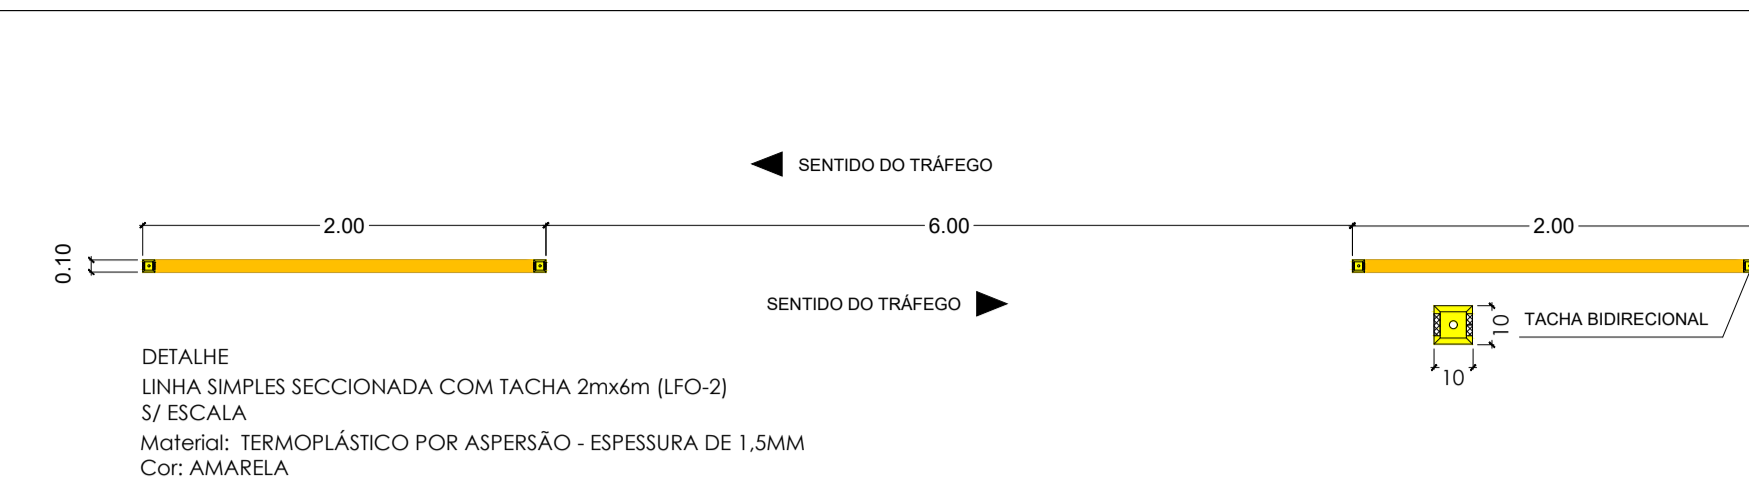 SENTIDO DO TRÁFEGO
2.00
6.00
2.00
0.10
SENTIDO DO TRÁFEGO
10
TACHA BIDIRECIONAL
10
DETALHE
LINHA SIMPLES SECCIONADA COM TACHA 2mx6m (LFO-2)
S/ ESCALA
Material: TERMOPLÁSTICO POR ASPERSÃO - ESPESSURA DE 1,5MM
Cor: AMARELA